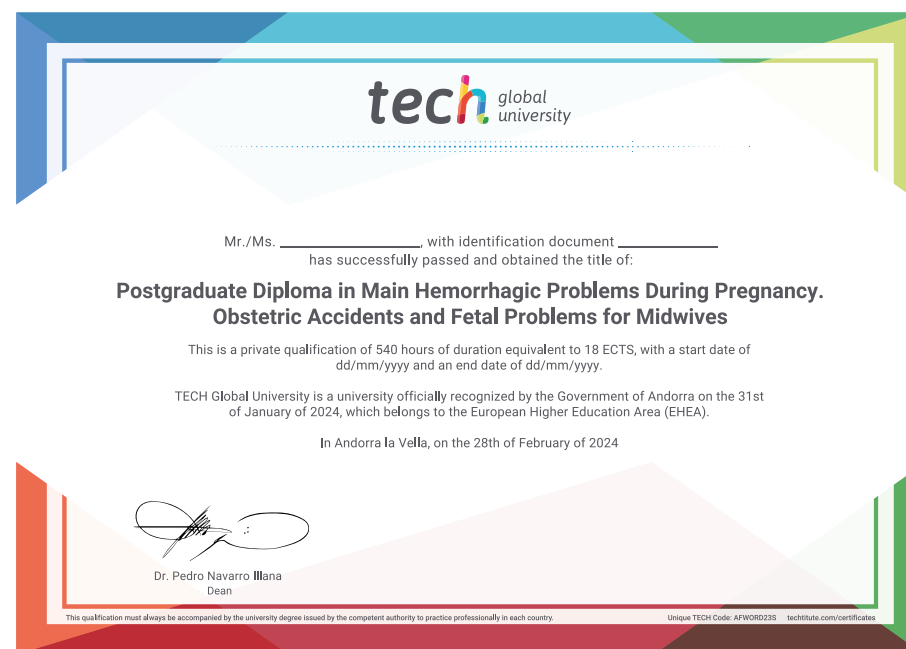 tech global university
Mr./Ms. ____________________, with identification document ______________
has successfully passed and obtained the title of:
Postgraduate Diploma in Main Hemorrhagic Problems During Pregnancy.
Obstetric Accidents and Fetal Problems for Midwives
This is a private qualification of 540 hours of duration equivalent to 18 ECTS, with a start date of
dd/mm/yyyy and an end date of dd/mm/yyyy.
TECH Global University is a university officially recognized by the Government of Andorra on the 31st
of January of 2024, which belongs to the European Higher Education Area (EHEA).
In Andorra la Vella, on the 28th of February of 2024
Dr. Pedro Navarro Illana
Dean
This qualification must always be accompanied by the university degree issued by the competent authority to practice professionally in each country.
Unique TECH Code: AFWORD23S techtitute.com/certificates